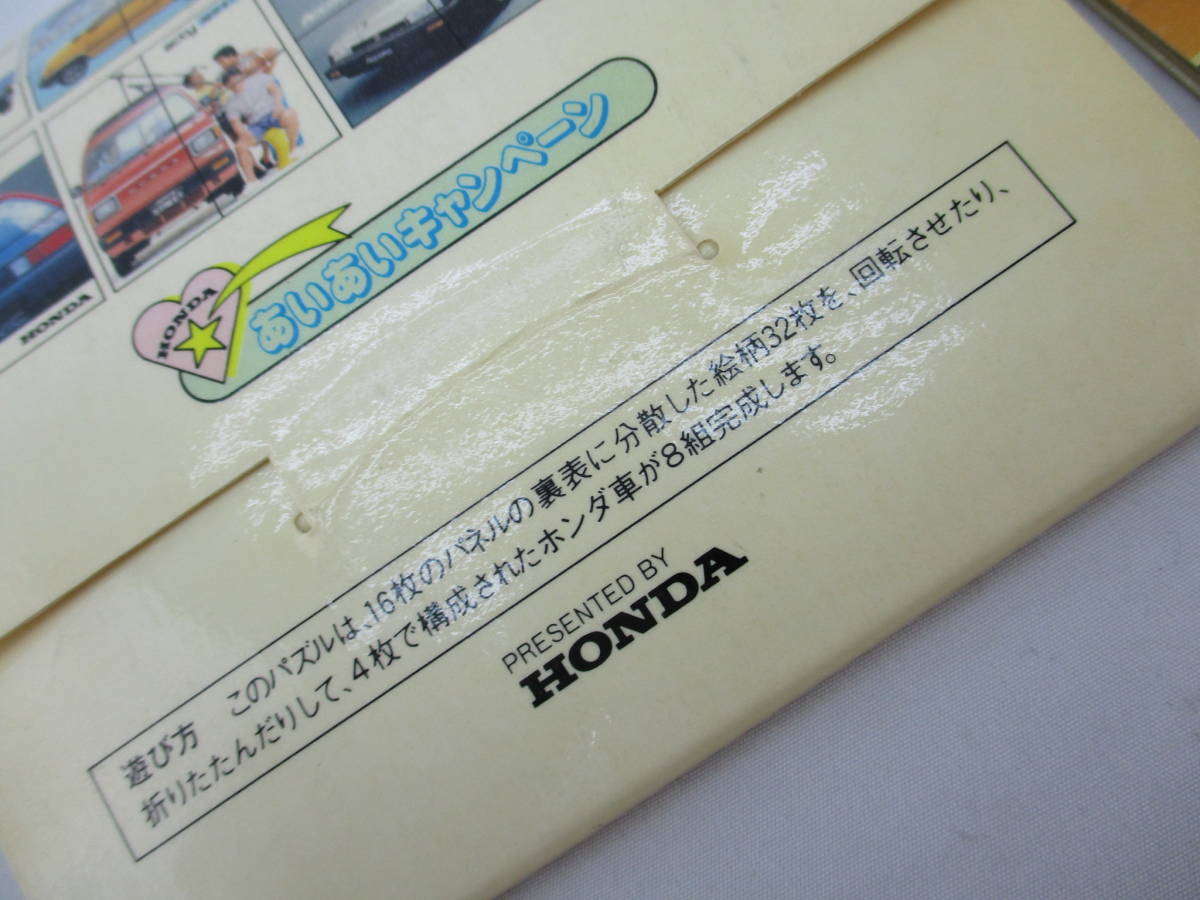 HONDA
HONDA
あいあいキャンペーン
遊び方 このパズルは、16枚のパネルの裏表に分散した絵柄32枚を、回転させたり、
折りたたんだりして、4枚で構成されたホンダ車が8組完成します。
PRESENTED BY
HONDA